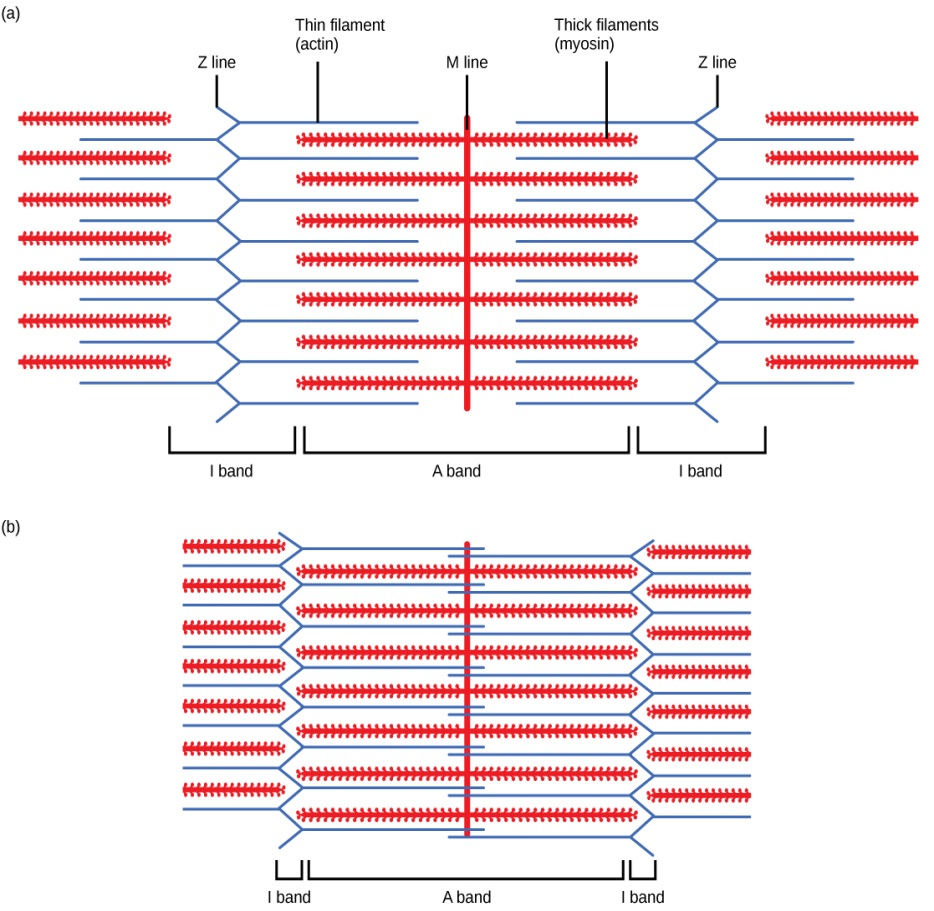 (a)
Thin filament
(actin)
Thick filaments
(myosin)
Z line
M line
Z line
I band
A band
I band
(b)
I band
A band
I band